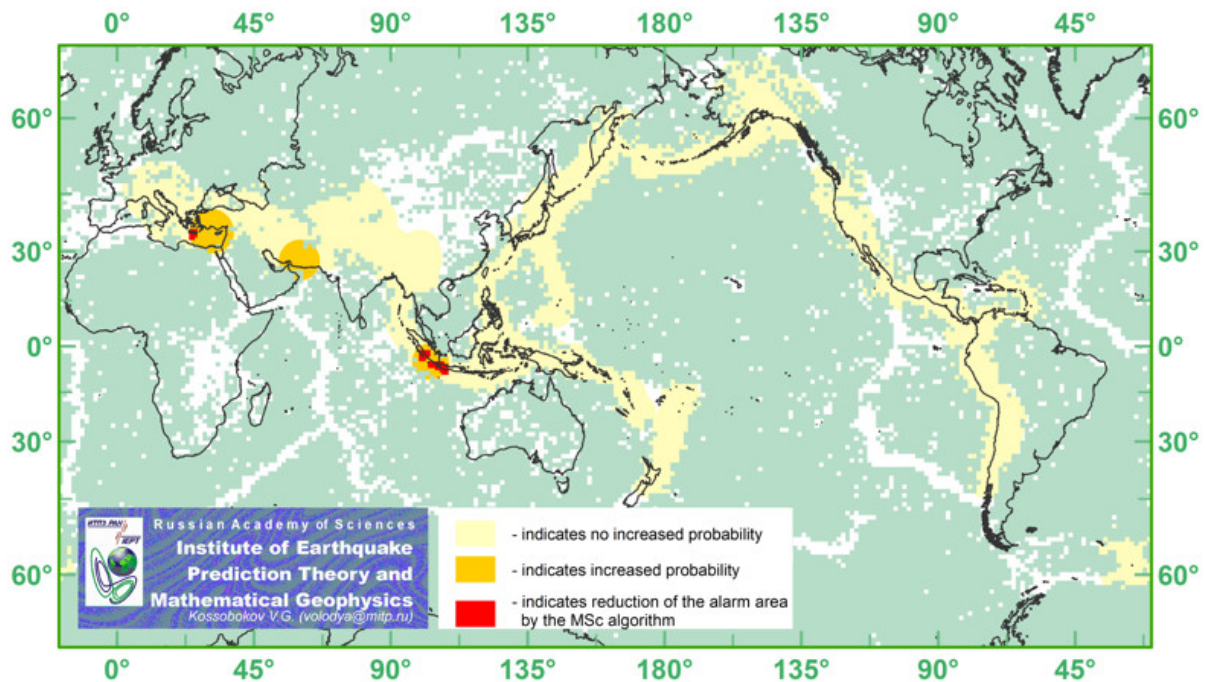 0° 45° 90° 135° 180° 135° 90° 45°
60° 60°
30° 30°
0° 0°
30° 30°
60° 60°
Russian Academy of Sciences
Institute of Earthquake
Prediction Theory and
Mathematical Geophysics
Kossobokov V.G. (volodya@mitp.ru)
- indicates no increased probability
- indicates increased probability
- indicates reduction of the alarm area
by the MSc algorithm
0° 45° 90° 135° 180° 135° 90° 45°